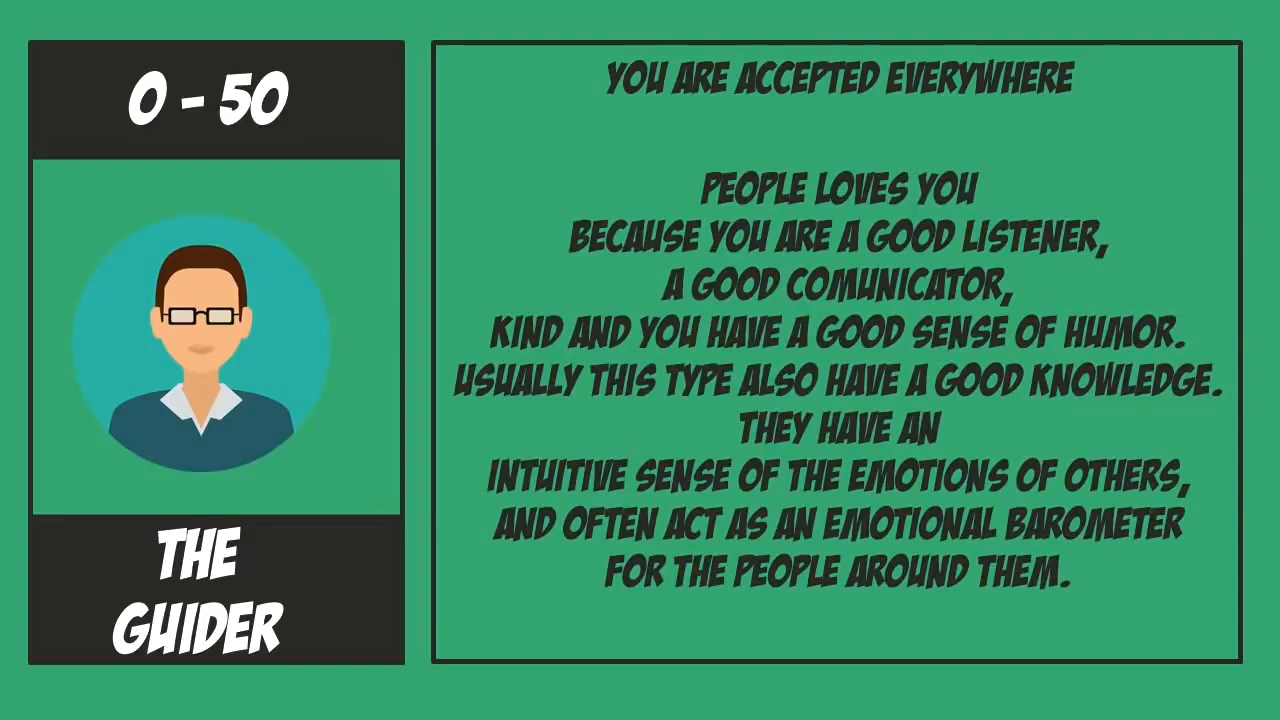 0 - 50
THE
GUIDER
YOU ARE ACCEPTED EVERYWHERE
PEOPLE LOVES YOU
BECAUSE YOU ARE A GOOD LISTENER,
A GOOD COMUNICATOR,
KIND AND YOU HAVE A GOOD SENSE OF HUMOR.
USUALLY THIS TYPE ALSO HAVE A GOOD KNOWLEDGE.
THEY HAVE AN
INTUITIVE SENSE OF THE EMOTIONS OF OTHERS,
AND OFTEN ACT AS AN EMOTIONAL BAROMETER
FOR THE PEOPLE AROUND THEM.